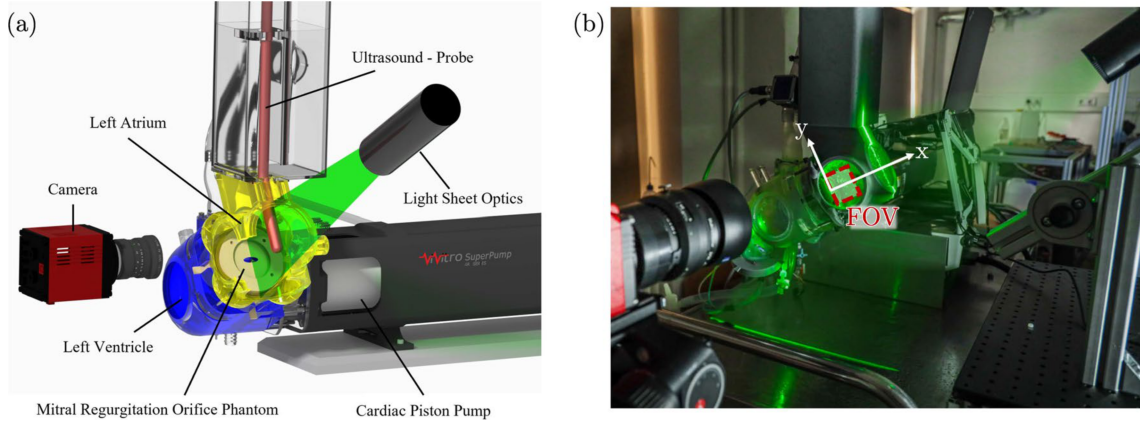 (a)
Ultrasound - Probe
Left Atrium
Camera
Light Sheet Optics
SuperPump
Left Ventricle
Mitral Regurgitation Orifice Phantom
Cardiac Piston Pump
(b)
y
x
FOV